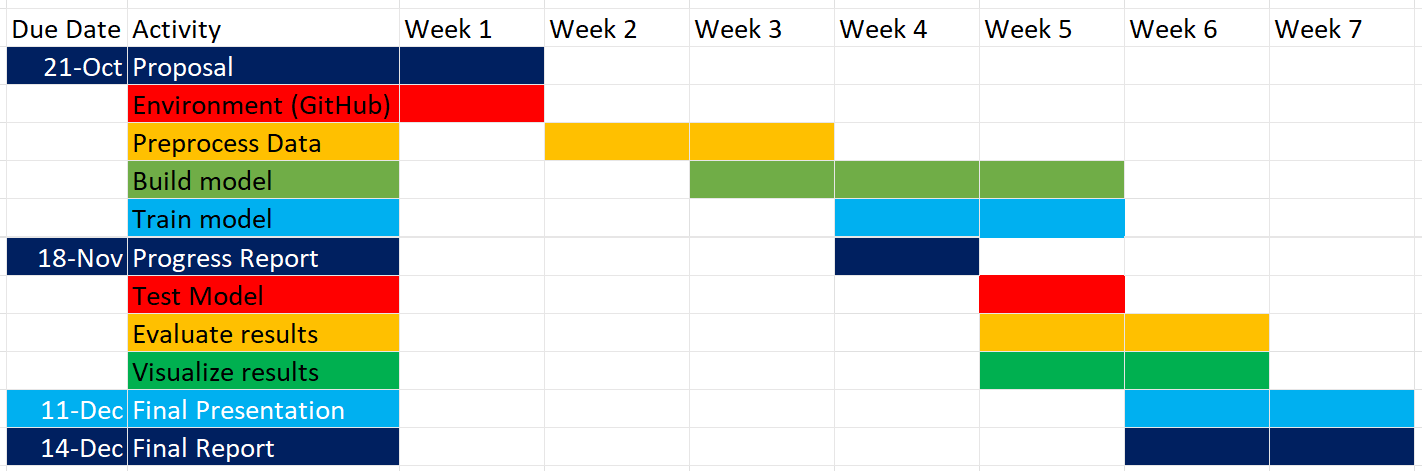 Due Date Activity Week 1 Week 2 Week 3 Week 4 Week 5 Week 6 Week 7
21-Oct Proposal
Environment (GitHub)
Preprocess Data
Build model
Train model
18-Nov Progress Report
Test Model
Evaluate results
Visualize results
11-Dec Final Presentation
14-Dec Final Report